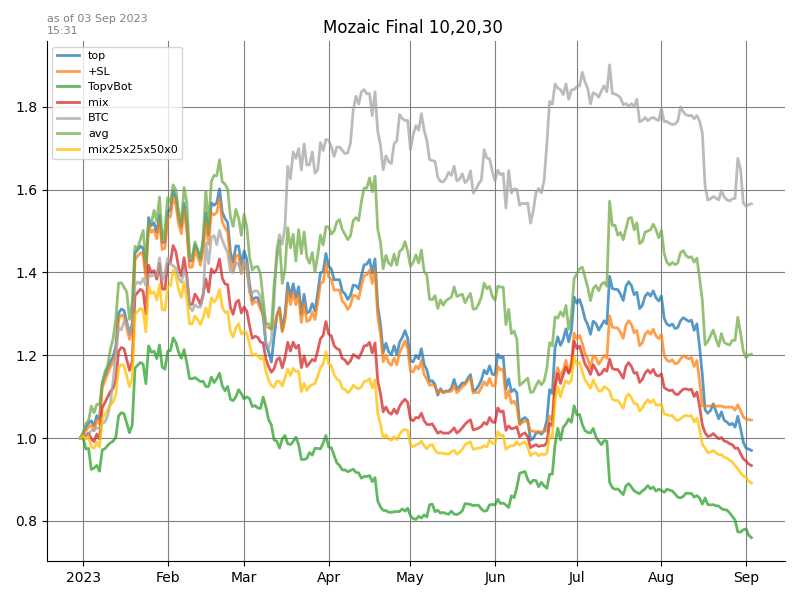 as of 03 Sep 2023
15:31
Mozaic Final 10,20,30
top
+SL
TopvBot
mix
BTC
avg
mix25x25x50x0
1.8
1.6
1.4
1.2
1.0
0.8
2023 Feb Mar Apr May Jun Jul Aug Sep